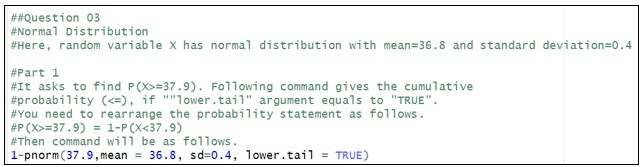 ##Question 03
#Normal Distribution
#Here, random variable X has normal distribution with mean=36.8 and standard deviation=0.4
#Part 1
#It asks to find P(X>=37.9). Following command gives the cumulative
#probability (<=), if ""lower.tail" argument equals to "TRUE".
#You need to rearrange the probability statement as follows.
#P(X>=37.9) = 1-P(X<37.9)
#Then command will be as follows.
1-pnorm(37.9,mean = 36.8, sd=0.4, lower.tail = TRUE)